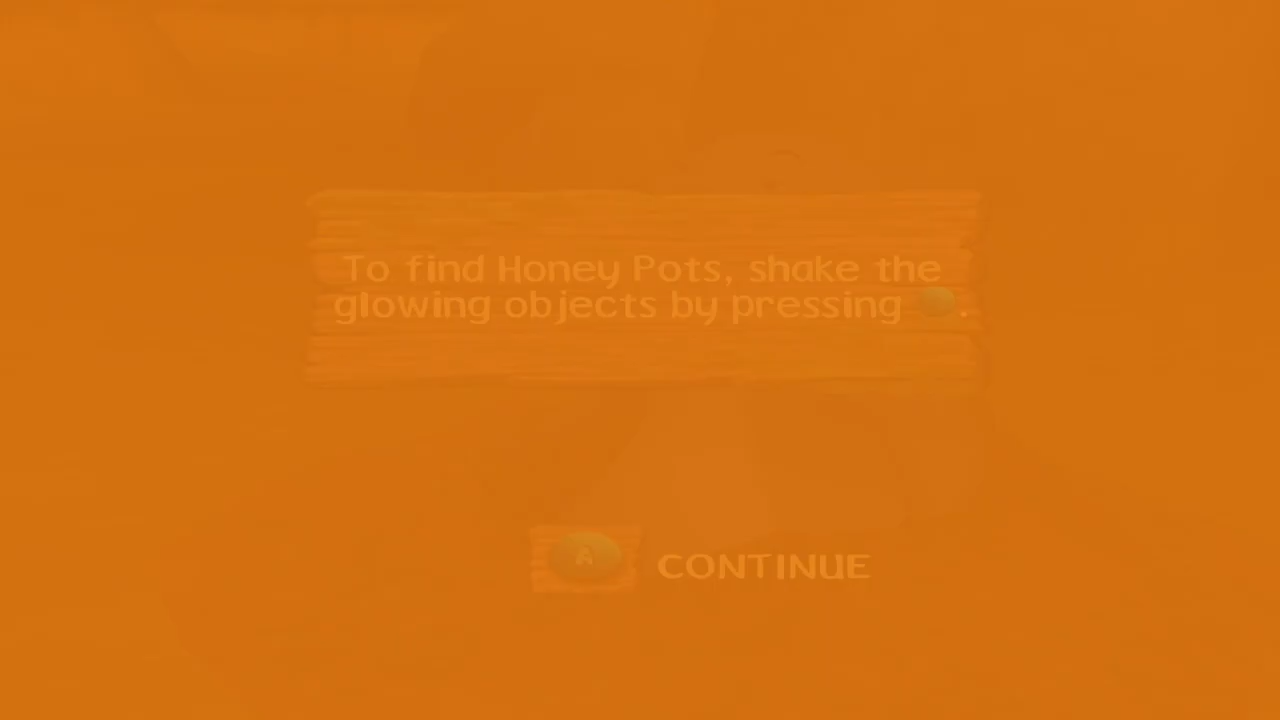 To find Honey Pots, shake the
glowing objects by pressing .
A CONTINUE